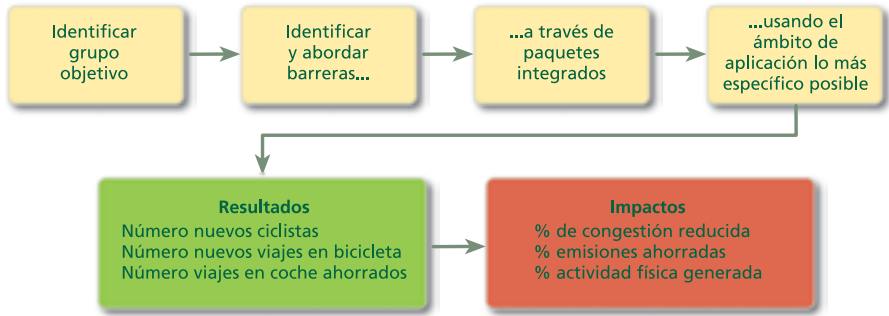 Identificar
grupo
objetivo
Identificar
y abordar
barreras...
...a través de
paquetes
integrados
...usando el
ámbito de
aplicación lo más
específico posible
Resultados
Número nuevos ciclistas
Número nuevos viajes en bicicleta
Número viajes en coche ahorrados
Impactos
% de congestión reducida
% emisiones ahorradas
% actividad física generada